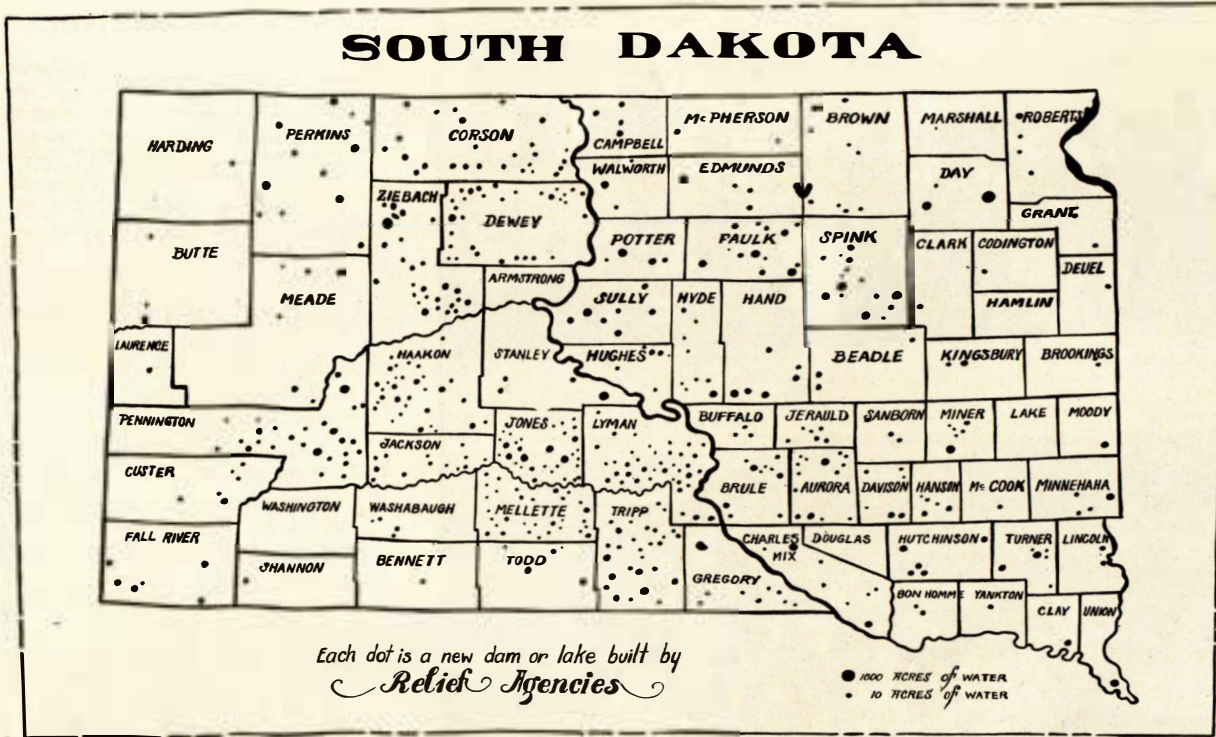 SOUTH DAKOTA
HARDING
PERKINS
CORSON
CAMPBELL
McPHERSON
BROWN
MARSHALL
ROBERTS
WALWORTH
EDMUNDS
DAY
ZIEBACH
DEWEY
GRANT
BUTTE
POTTER
FAULK
SPINK
CLARK
CODINGTON
DEUEL
ARMSTRONG
MEADE
SULLY
HYDE
HAND
HAMLIN
LAURENCE
HAAKON
STANLEY
HUGHES
BEADLE
KINGSBURY
BROOKINGS
PENNINGTON
JONES
LYMAN
BUFFALO
JERAULD
SANBORN
MINER
LAKE
MOODY
JACKSON
CUSTER
BRULE
AURORA
DAVISON
HANSON
McCOOK
MINNEHAHA
WASHINGTON
WASHABAUGH
MELLETTE
TRIPP
FALL RIVER
CHARLES
MIX
DOUGLAS
HUTCHINSON
TURNER
LINCOLN
SHANNON
BENNETT
TODD
GREGORY
BON HOMME
YANKTON
CLAY
UNION
Each dot is a new dam or lake built by
Relief Agencies
1000 ACRES of WATER
10 ACRES of WATER